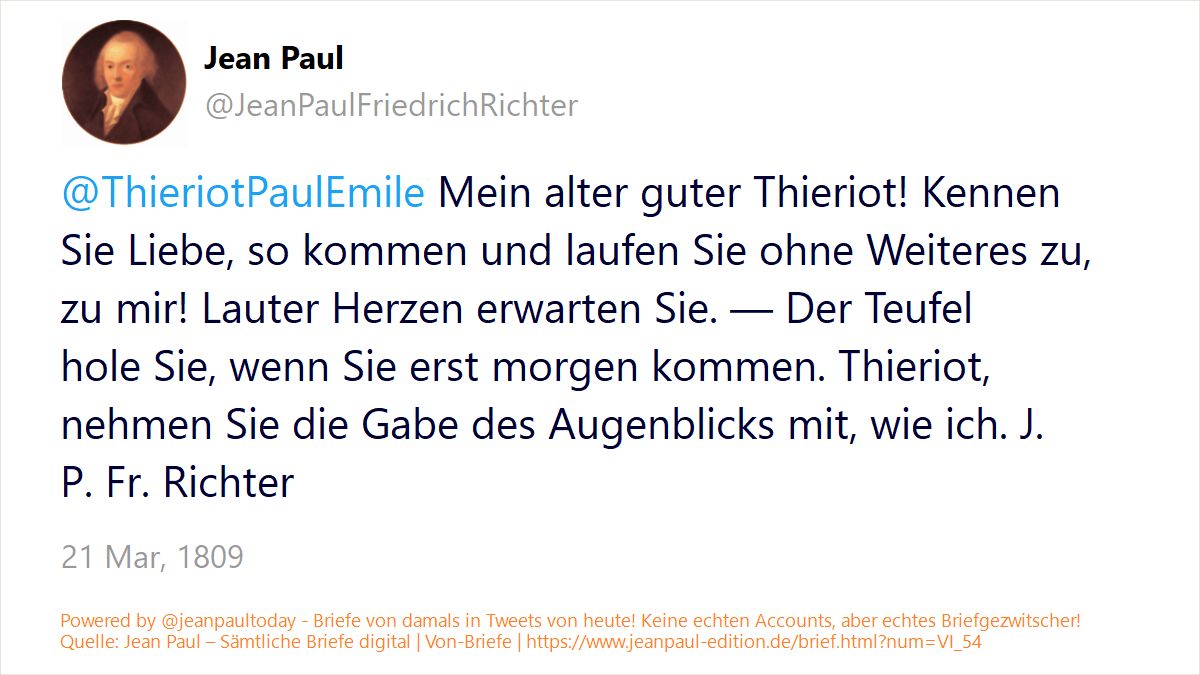 Jean Paul
@JeanPaulFriedrichRichter
@ThieriotPaulEmile Mein alter guter Thieriot! Kennen
Sie Liebe, so kommen und laufen Sie ohne Weiteres zu,
zu mir! Lauter Herzen erwarten Sie. — Der Teufel
hole Sie, wenn Sie erst morgen kommen. Thieriot,
nehmen Sie die Gabe des Augenblicks mit, wie ich. J.
P. Fr. Richter
21 Mar, 1809
Powered by @jeanpaultoday - Briefe von damals in Tweets von heute! Keine echten Accounts, aber echtes Briefgezwitscher!
Quelle: Jean Paul – Sämtliche Briefe digital | Von-Briefe | https://www.jeanpaul-edition.de/brief.html?num=VI_54